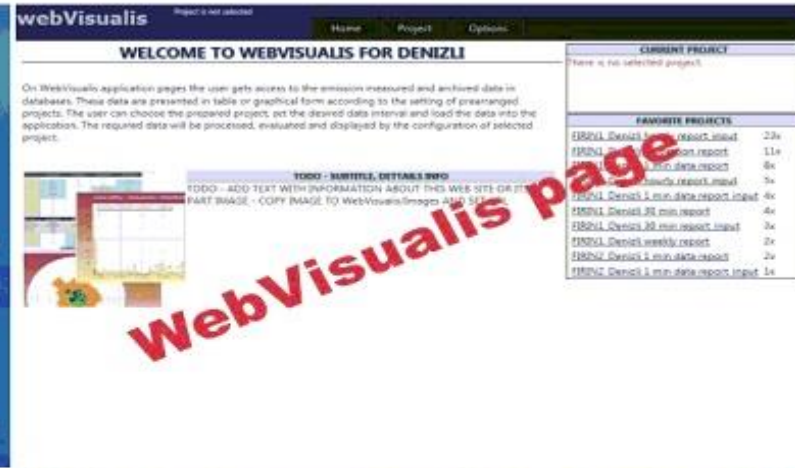 webVisualis
Project is not selected
Home Project Options
WELCOME TO WEBVISUALIS FOR DENIZLI
On WebVisualis application pages the user gets access to the emission measured and archived data in
databases. These data are presented in table or graphical form according to the setting of prearranged
projects. The user can choose the prepared project, set the desired data interval and load the data into the
application. The required data will be processed, evaluated and displayed by the configuration of selected
project.
TODO - SUBTITLE, DETTAILS INFO
TODO - ADD TEXT WITH INFORMATION ABOUT THIS WEB SITE OR ITS
PART IMAGE - COPY IMAGE TO WebVisualis/Images AND SET
CURRENT PROJECT
There is no selected project
FAVORITE PROJECTS
FIRIN1 Denizli report input 23x
FIRIN1 report 11x
min data report 8x
hourly report input 5x
FIRIN1 Denizli 1 min data report input 4x
FIRIN1 Denizli 30 min report 4x
FIRIN1 Denizli 30 min report input 3x
FIRIN1 Denizli weekly report 2x
FIRIN2 Denizli 1 min data report 2x
FIRIN2 Denizli 1 min data report input 1x
WebVisualis page